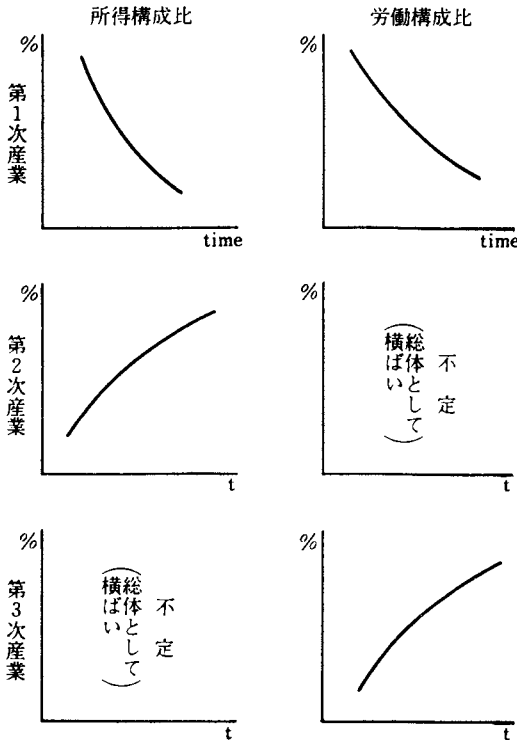 所得構成比
労働構成比
第1次産業
%
time
%
time
第2次産業
%
t
%
不定
(総体として
横ばい)
t
第3次産業
%
不定
(総体として
横ばい)
t
%
t